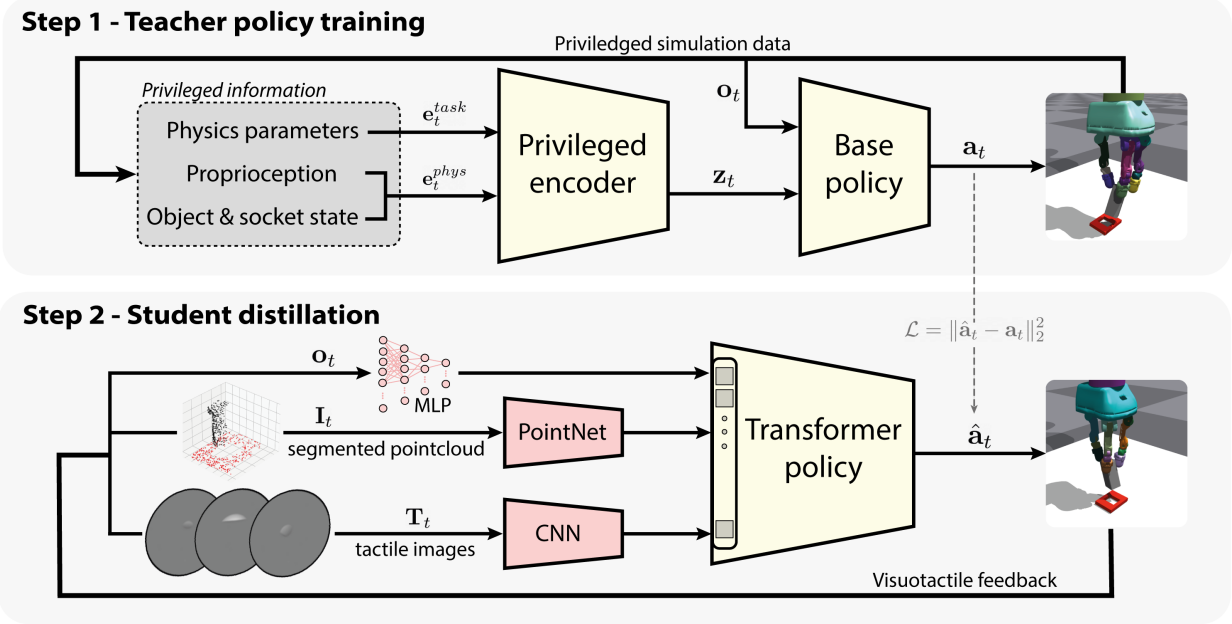 Step 1 - Teacher policy training
Priviledged simulation data
Privileged information
Physics parameters
Proprioception
Object & socket state
e_t^{task}
e_t^{phys}
Privileged
encoder
o_t
z_t
Base
policy
a_t
Step 2 - Student distillation
L = ||â_t − a_t||_2^2
o_t
MLP
I_t
segmented pointcloud
PointNet
T_t
tactile images
CNN
Transformer
policy
â_t
Visuotactile feedback